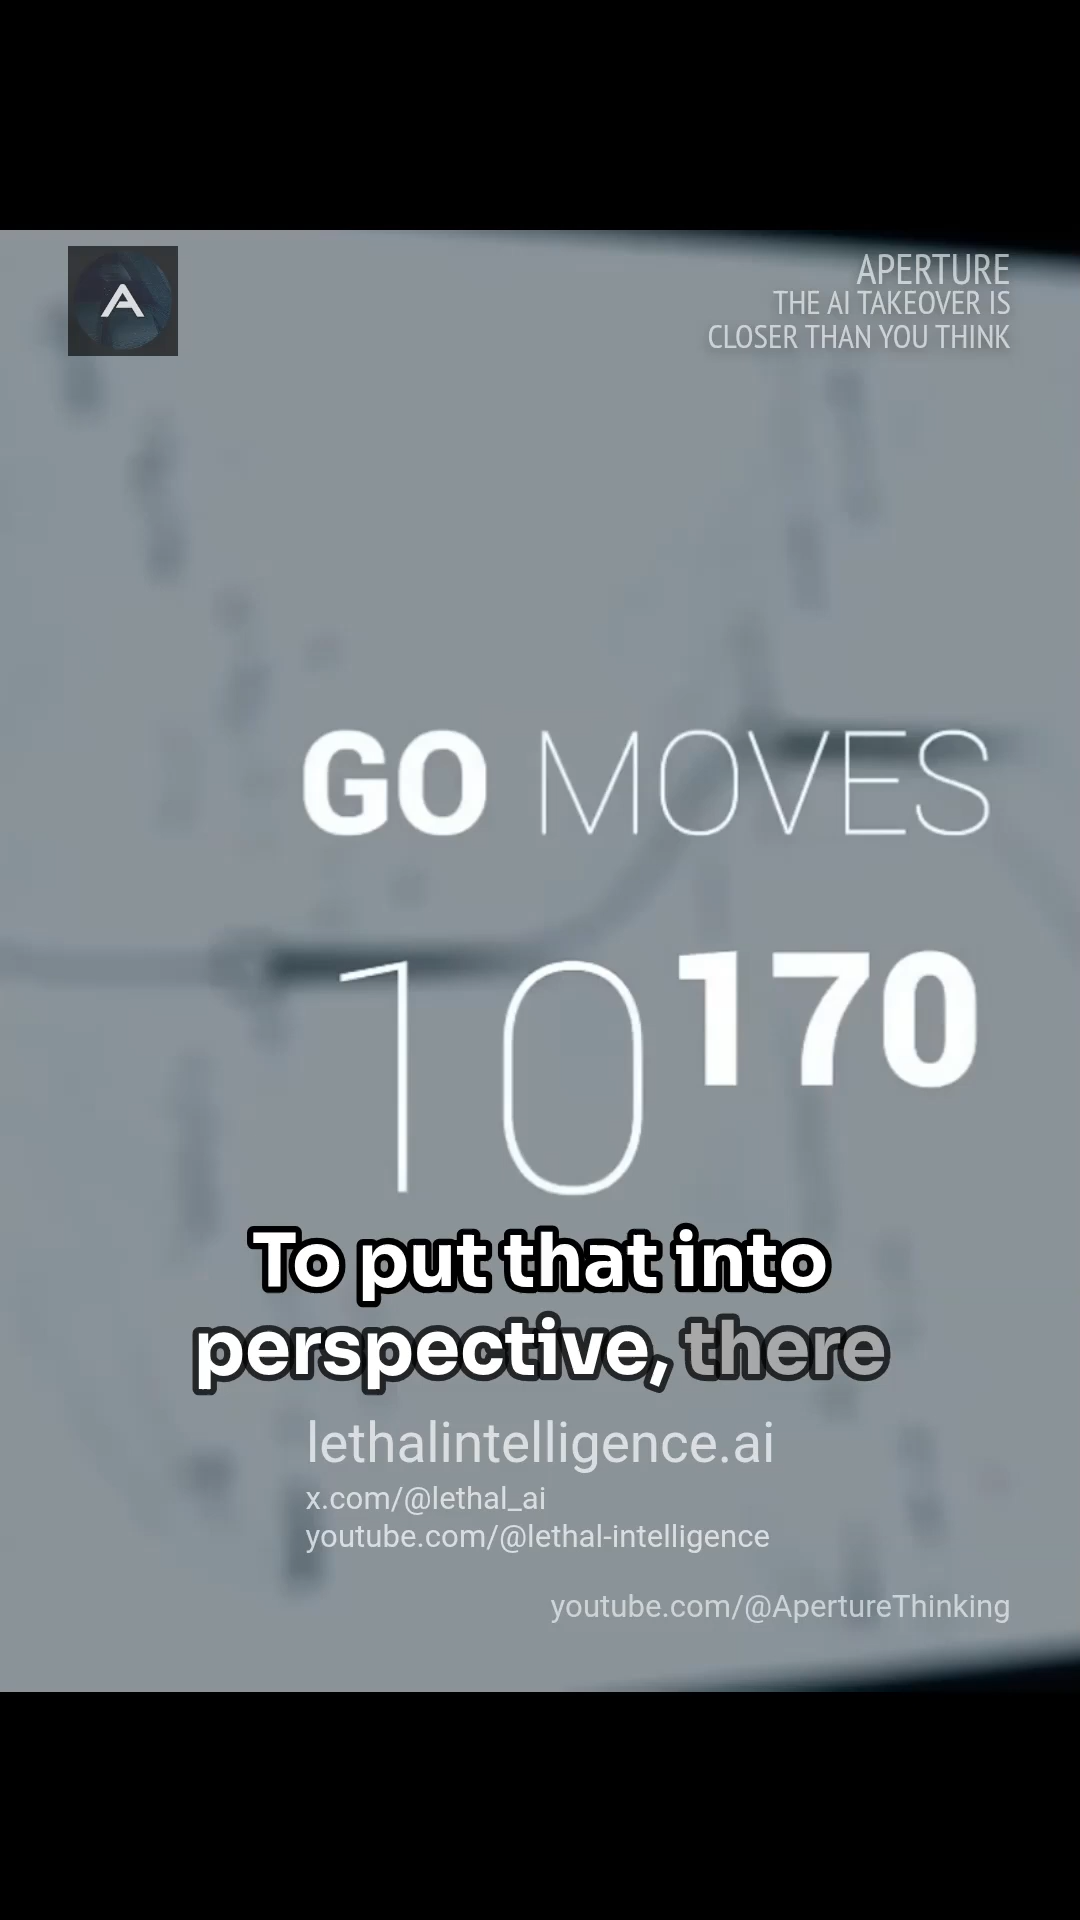 A
APERTURE
THE AI TAKEOVER IS
CLOSER THAN YOU THINK
GO MOVES
10170
To put that into
perspective, there
lethalintelligence.ai
x.com/@lethal_ai
youtube.com/@lethal-intelligence
youtube.com/@ApertureThinking